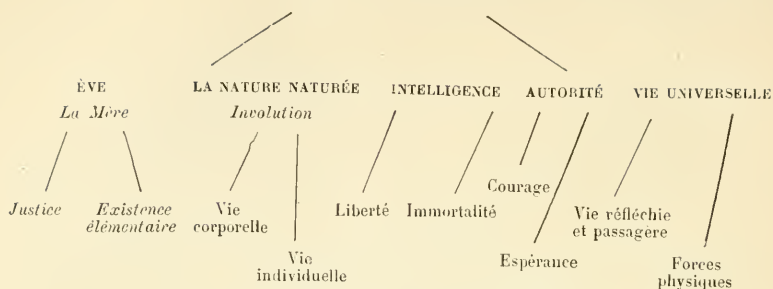 ÈVE LA NATURE NATURÉE INTELLIGENCE AUTORITÉ VIE UNIVERSELLE
La Mère Involution
Courage
Justice Existence Vie Liberté Immortalité Vie réfléchie
élémentaire corporelle et passagère
Vie Espérance Forces
individuelle physiques